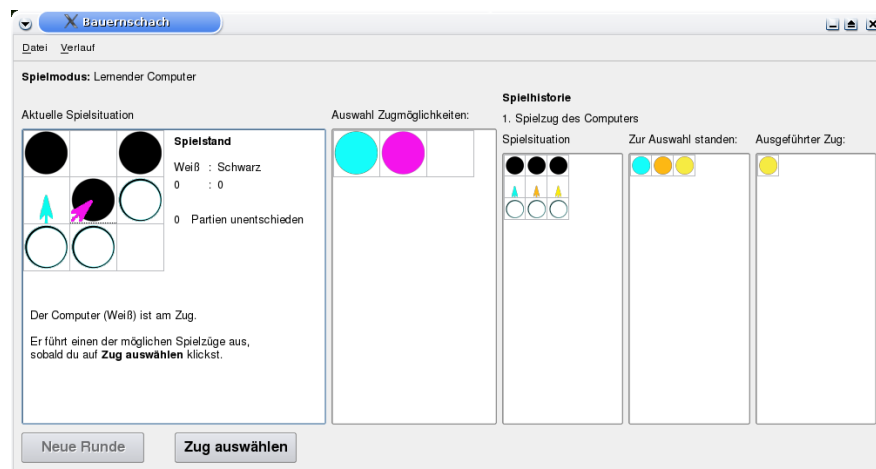 Bauernschach
Datei Verlauf
Spielmodus: Lernender Computer
Aktuelle Spielsituation
Spielstand
Weiß : Schwarz
0 : 0
0 Partien unentschieden
Der Computer (Weiß) ist am Zug.
Er führt einen der möglichen Spielzüge aus,
sobald du auf Zug auswählen klickst.
Auswahl Zugmöglichkeiten:
Spielhistorie
1. Spielzug des Computers
Spielsituation
Zur Auswahl standen:
Ausgeführter Zug:
Neue Runde
Zug auswählen